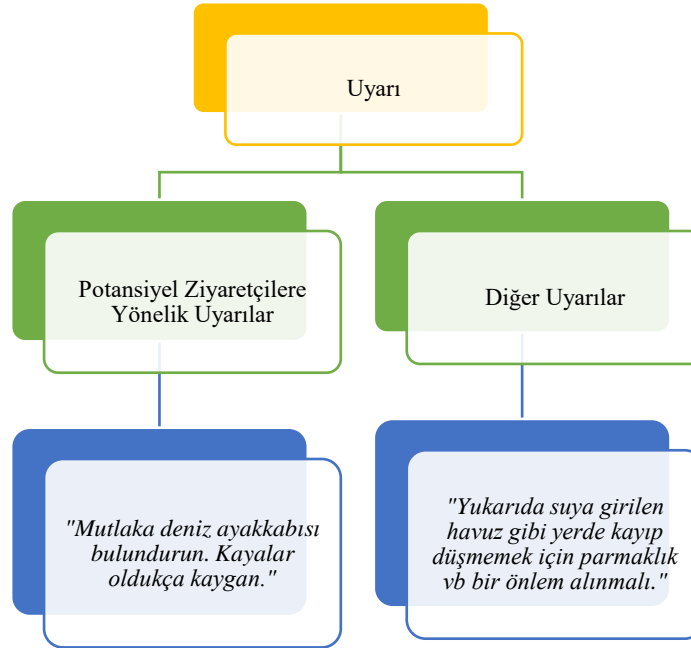 Uyarı
Potansiyel Ziyaretçilere
Yönelik Uyarılar
Diğer Uyarılar
"Mutlaka deniz ayakkabısı
bulundurun. Kayalar
oldukça kaygan."
"Yukarıda suya girilen
havuz gibi yerde kayıp
düşmemek için parmaklık
vb bir önlem alınmalı."